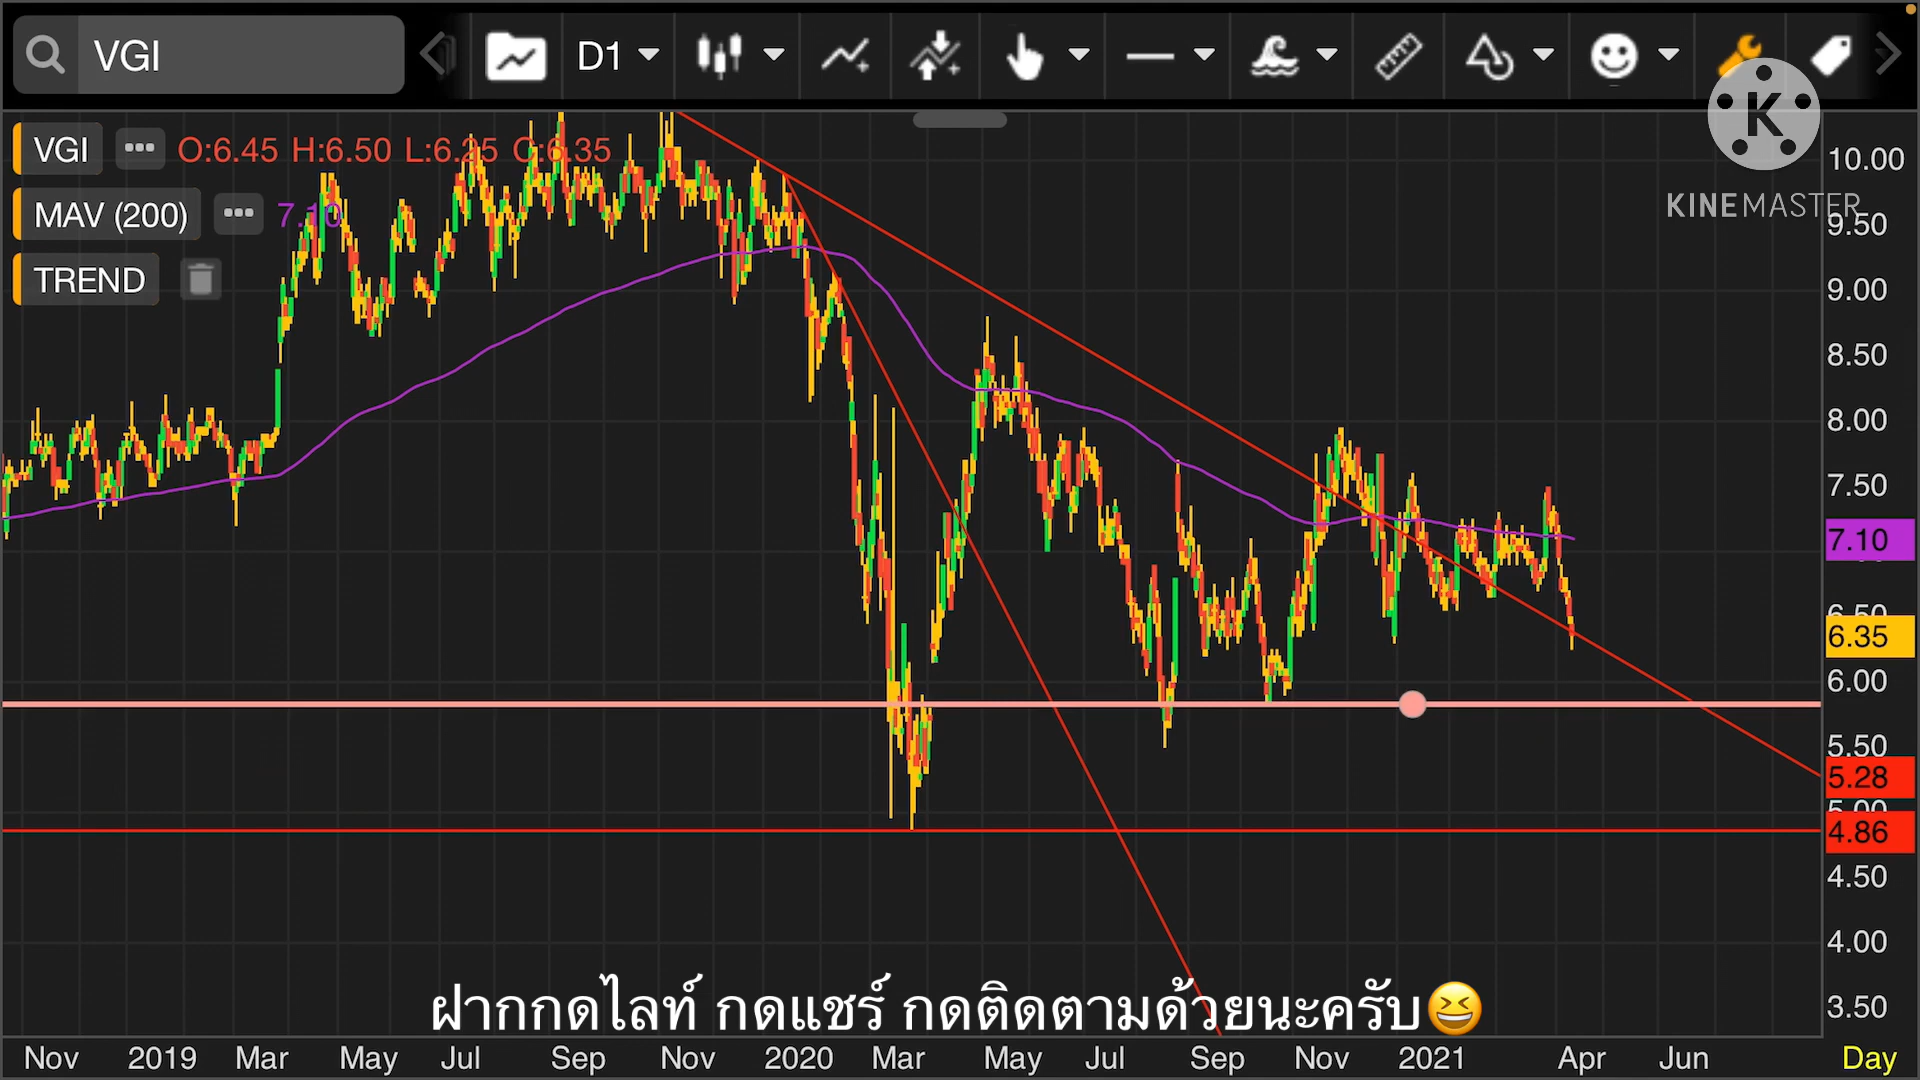 VGI D1
VGI ••• O:6.45 H:6.50 L:6.25 C:6.35
MAV (200) ••• 7.10
TREND
K
KINEMASTER
10.00
9.50
9.00
8.50
8.00
7.50
7.10
6.50
6.35
6.00
5.50
5.28
5.00
4.86
4.50
4.00
3.50
ฝากกดไลท์ กดแชร์ กดติดตามด้วยนะครับ😆
Nov 2019 Mar May Jul Sep Nov 2020 Mar May Jul Sep Nov 2021 Apr Jun Day